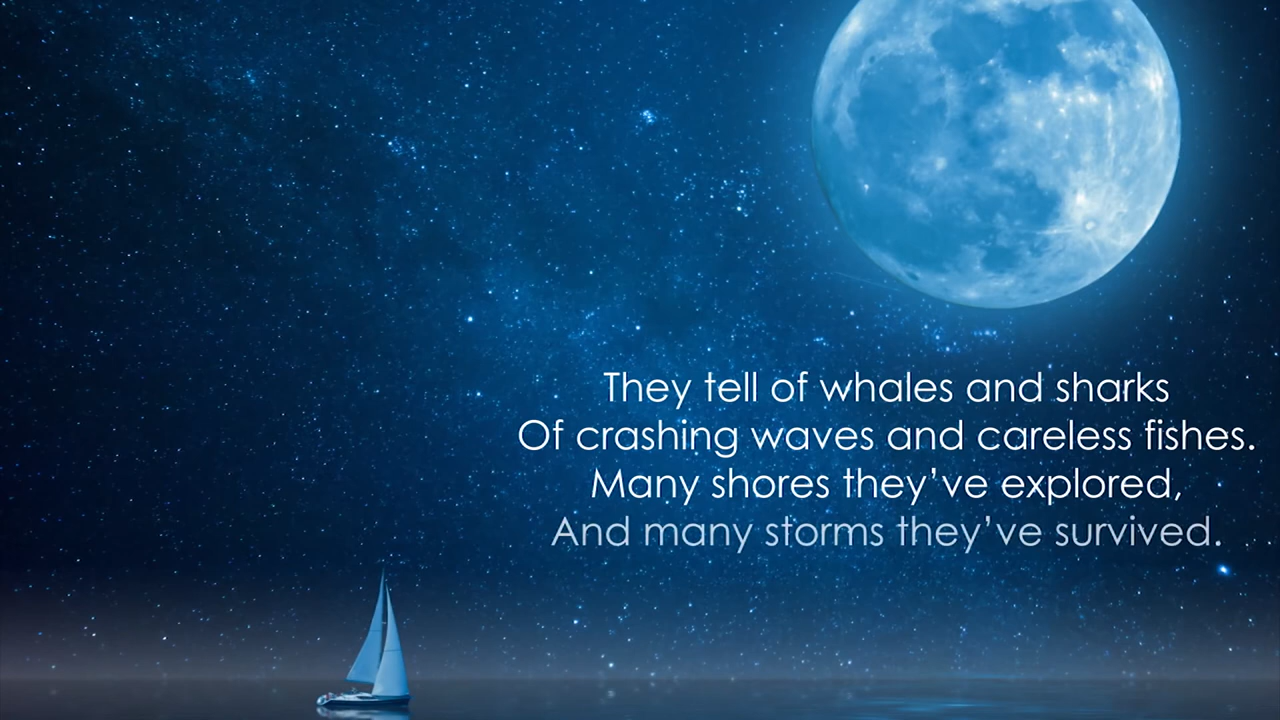 They tell of whales and sharks
Of crashing waves and careless fishes.
Many shores they’ve explored,
And many storms they’ve survived.